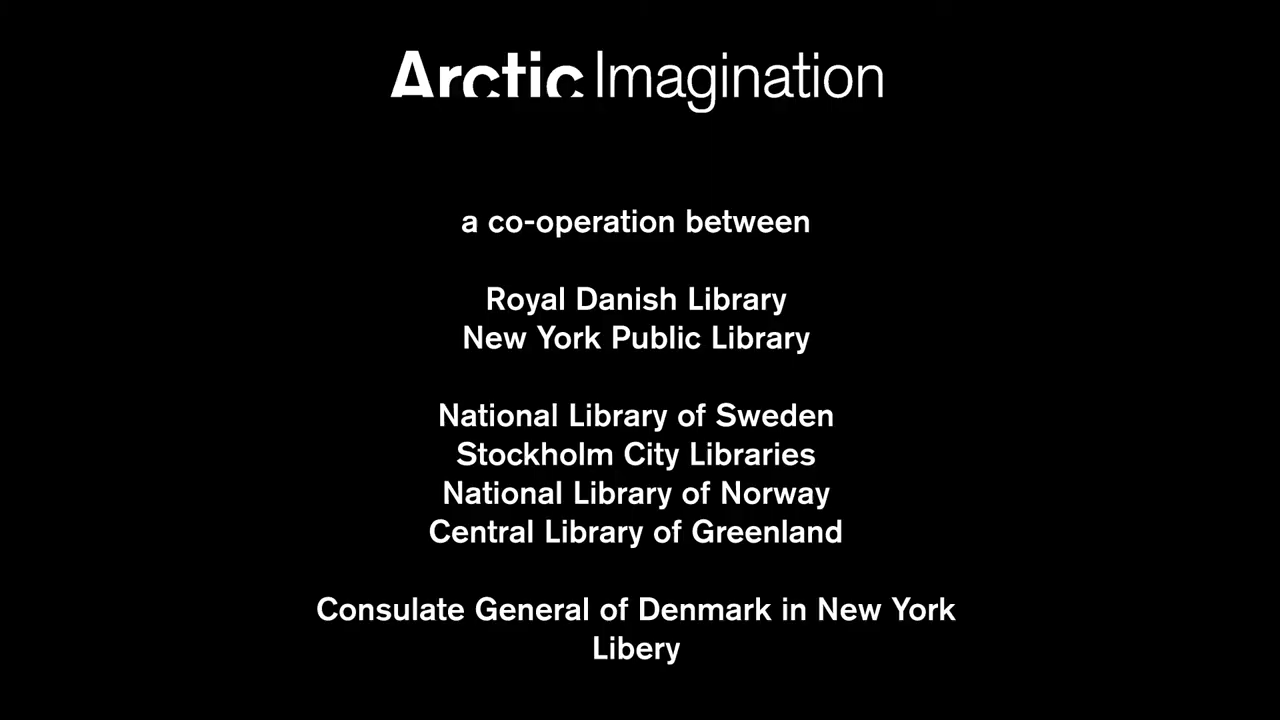 Arctic Imagination
a co-operation between
Royal Danish Library
New York Public Library
National Library of Sweden
Stockholm City Libraries
National Library of Norway
Central Library of Greenland
Consulate General of Denmark in New York
Libery